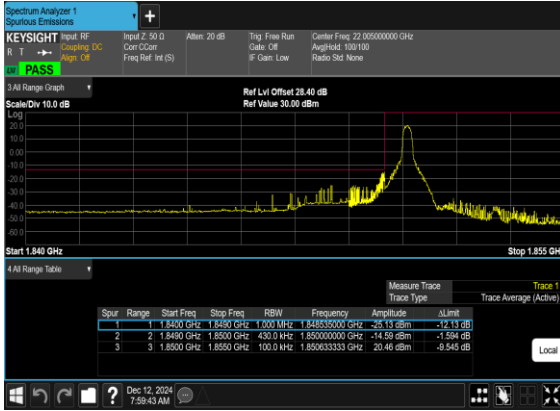 Spectrum Analyzer 1
Spurious Emissions
+
KEYSIGHT Input: RF Input Z: 50 Ω Atten: 20 dB Trig: Free Run Center Freq: 22.005000000 GHz
R T Coupling: DC Corr CCorr Gate: Off Avg|Hold: 100/100
Align: Off Freq Ref: Int (S) IF Gain: Low Radio Std: None
PASS
3 All Range Graph
Ref Lvl Offset 28.40 dB
Scale/Div 10.0 dB Ref Value 30.00 dBm
Log
20.0
10.0
0.00
-10.0
-20.0
-30.0
-40.0
-50.0
-60.0
Start 1.840 GHz Stop 1.855 GH
4 All Range Table
Measure Trace Trace 1
Trace Type Trace Average (Active)
Spur Range Start Freq Stop Freq RBW Frequency Amplitude ΔLimit
1 1 1.8400 GHz 1.8490 GHz 1.000 MHz 1.848535000 GHz -25.13 dBm -12.13 dB
2 2 1.8490 GHz 1.8500 GHz 430.0 kHz 1.850000000 GHz -14.59 dBm -1.594 dB
3 3 1.8500 GHz 1.8550 GHz 100.0 kHz 1.850633333 GHz 20.46 dBm -9.545 dB
Local
?
Dec 12, 2024
7:59:43 AM